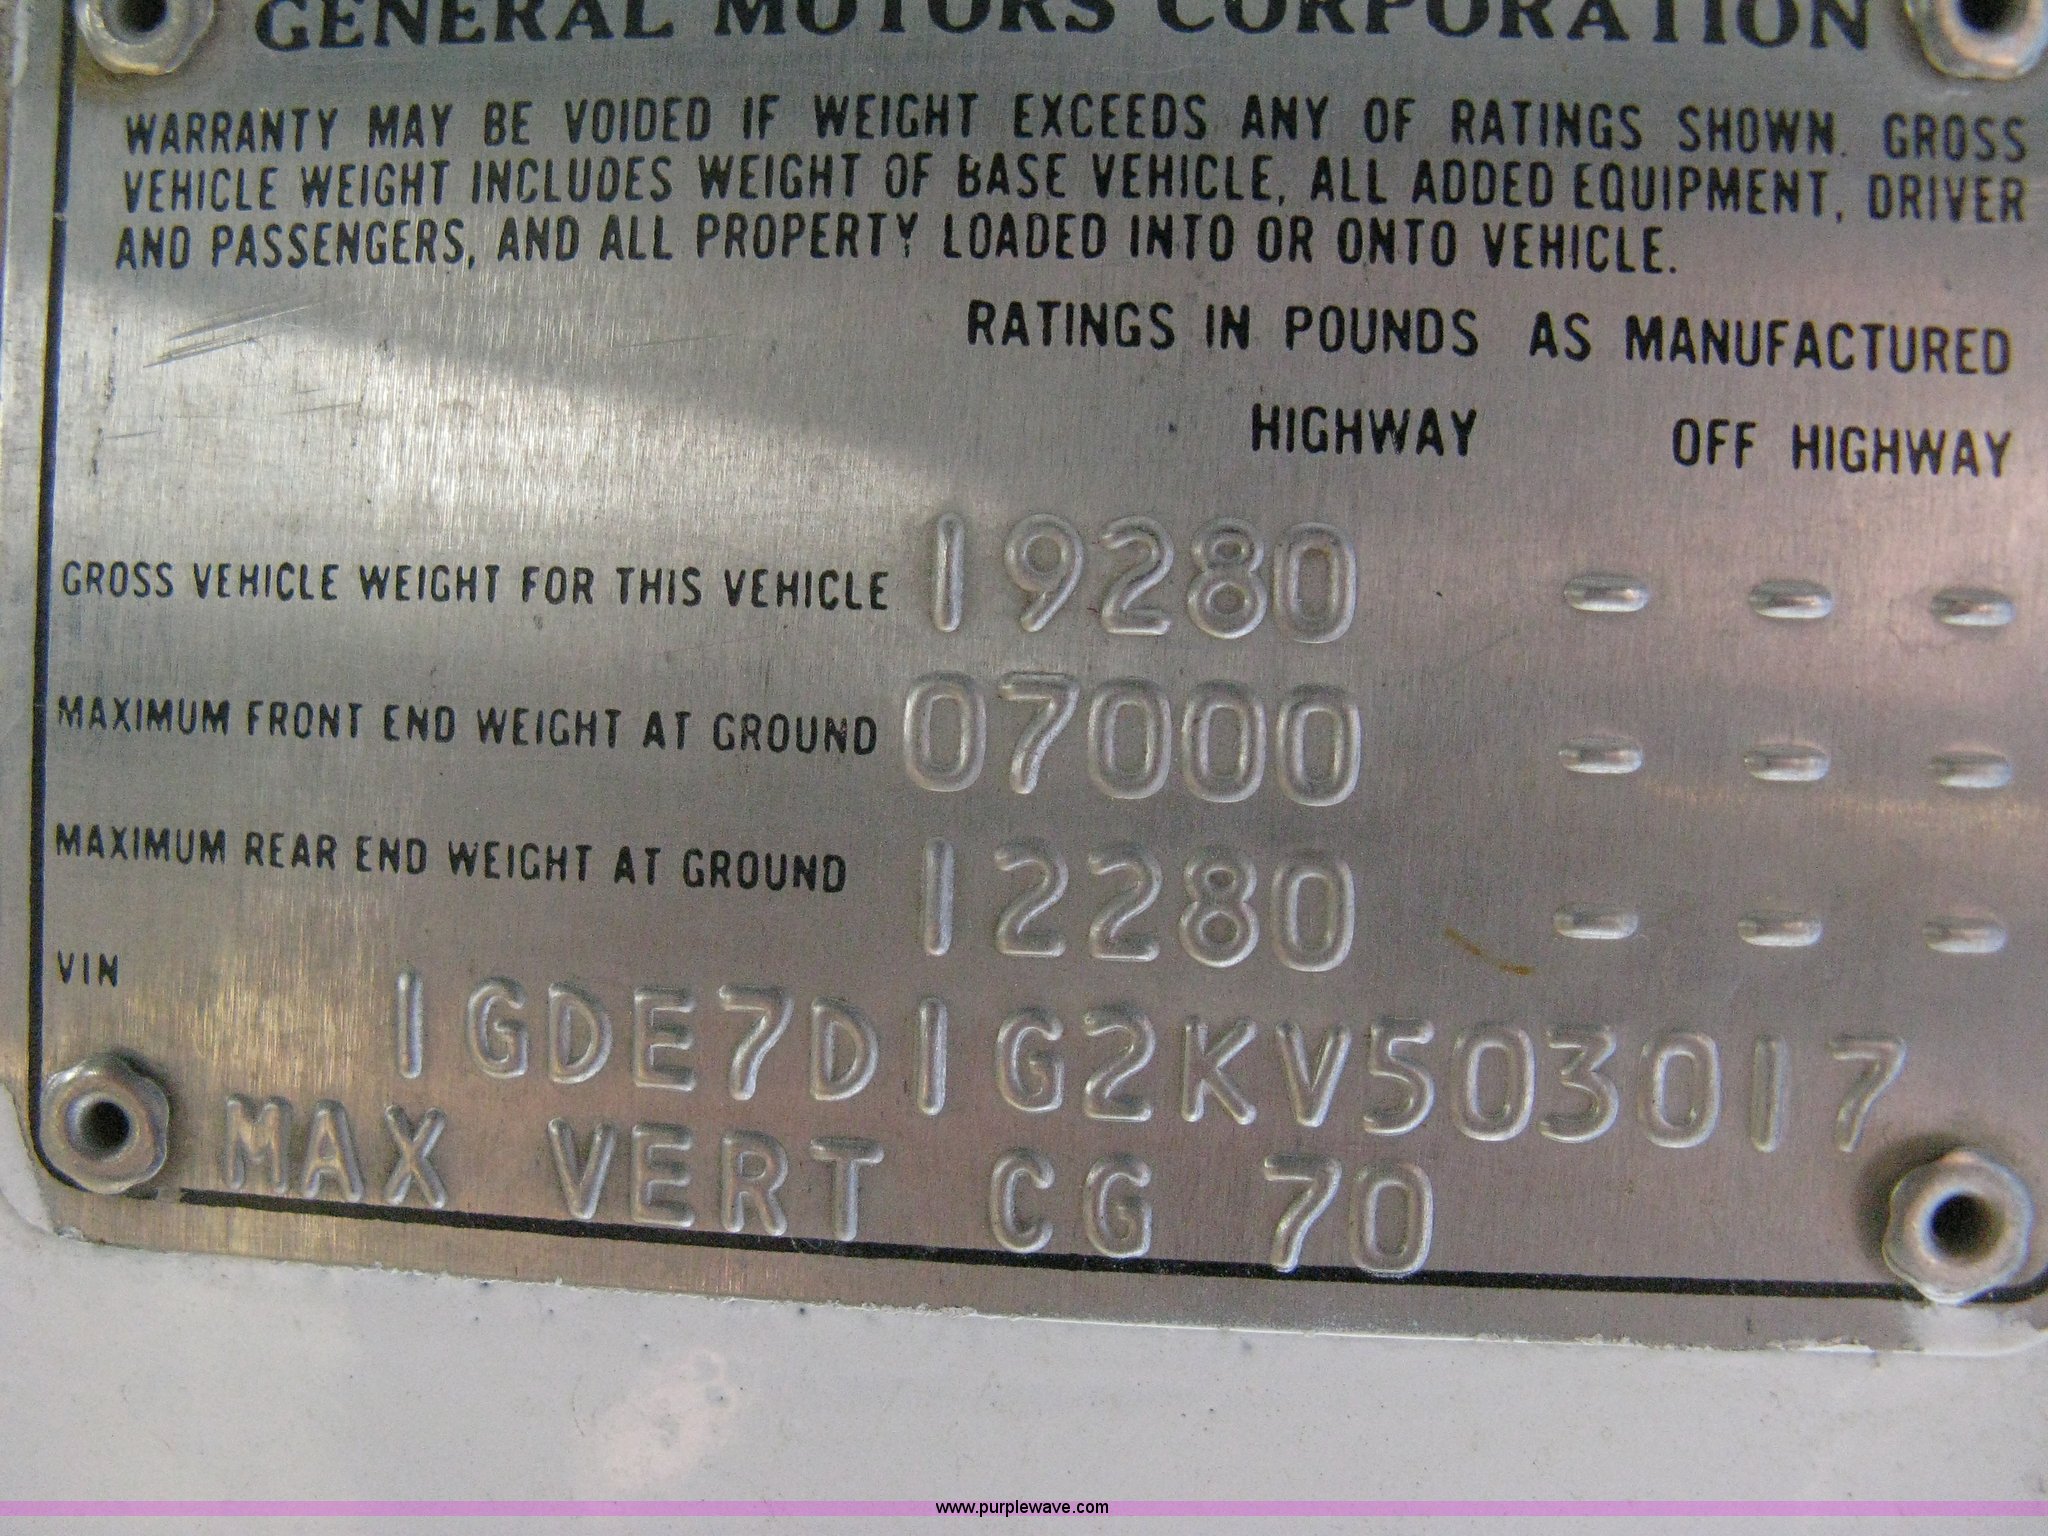 GENERAL MOTORS CORPORATION
WARRANTY MAY BE VOIDED IF WEIGHT EXCEEDS ANY OF RATINGS SHOWN. GROSS
VEHICLE WEIGHT INCLUDES WEIGHT OF BASE VEHICLE, ALL ADDED EQUIPMENT, DRIVER
AND PASSENGERS, AND ALL PROPERTY LOADED INTO OR ONTO VEHICLE.
RATINGS IN POUNDS AS MANUFACTURED
HIGHWAY OFF HIGHWAY
GROSS VEHICLE WEIGHT FOR THIS VEHICLE 19280 - - -
MAXIMUM FRONT END WEIGHT AT GROUND 07000 - - -
MAXIMUM REAR END WEIGHT AT GROUND 12280 - - -
VIN 1GDE7D1G2KV503017
MAX VERT CG 70
www.purplewave.com